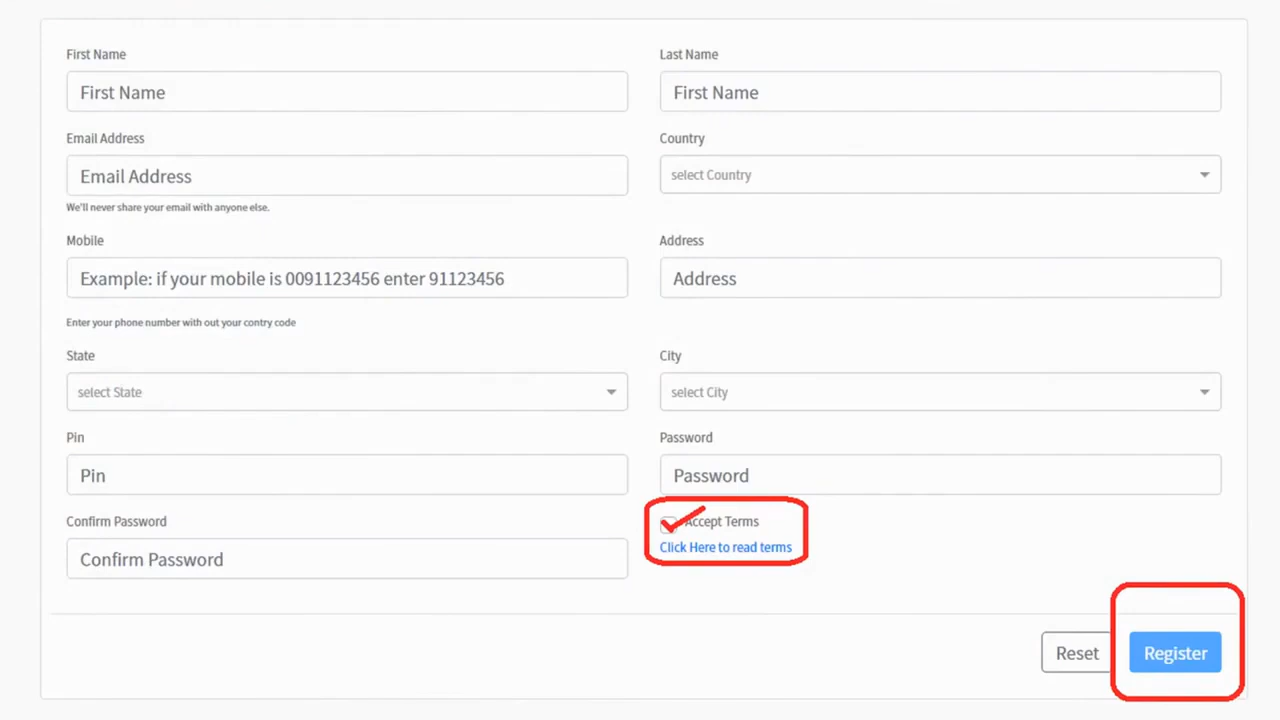 First Name
Last Name
First Name
First Name
Email Address
Country
Email Address
select Country
We'll never share your email with anyone else.
Mobile
Address
Example: if your mobile is 0091123456 enter 91123456
Address
Enter your phone number with out your contry code
State
City
select State
select City
Pin
Password
Pin
Password
Confirm Password
Accept Terms
Click Here to read terms
Confirm Password
Reset
Register